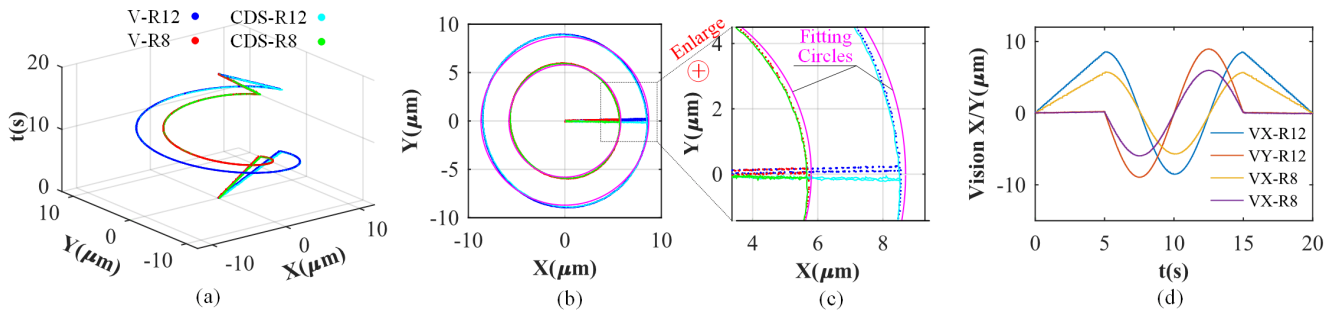 V-R12 CDS-R12
V-R8 CDS-R8
20
15
10
5
0
t(s)
10
0
-10
Y(μm)
-10
0
10
X(μm)
(a)
10
5
0
-5
-10
Y(μm)
-10
0
10
X(μm)
(b)
Enlarge
Fitting
Circles
4
2
0
Y(μm)
4
6
8
X(μm)
(c)
10
0
-10
Vision X/Y(μm)
VX-R12
VY-R12
VX-R8
VX-R8
0
5
10
15
20
t(s)
(d)